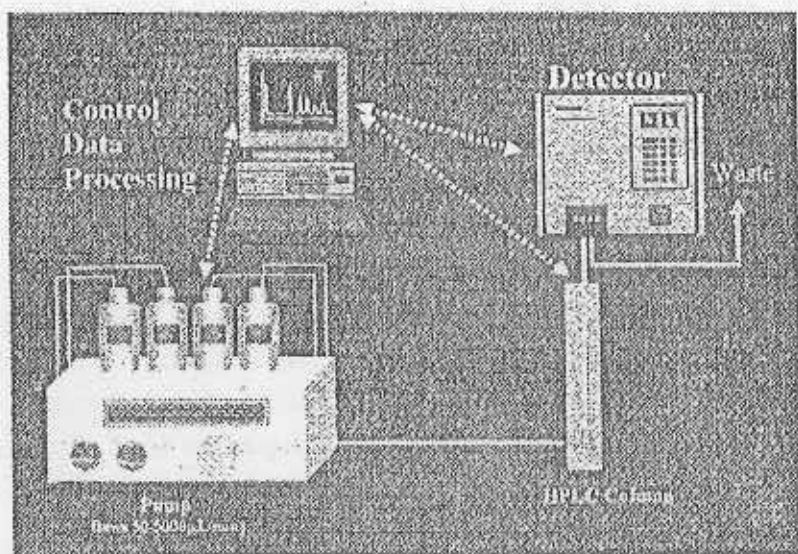 Control
Data
Processing
Detector
Waste
Pump
HPLC Column